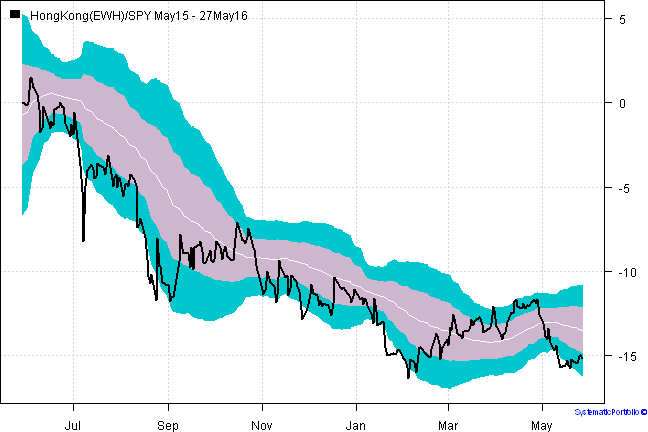 HongKong(EWH)/SPY May15 - 27May16
5
0
-5
-10
-15
Jul Sep Nov Jan Mar May
SystematicPortfolio ©